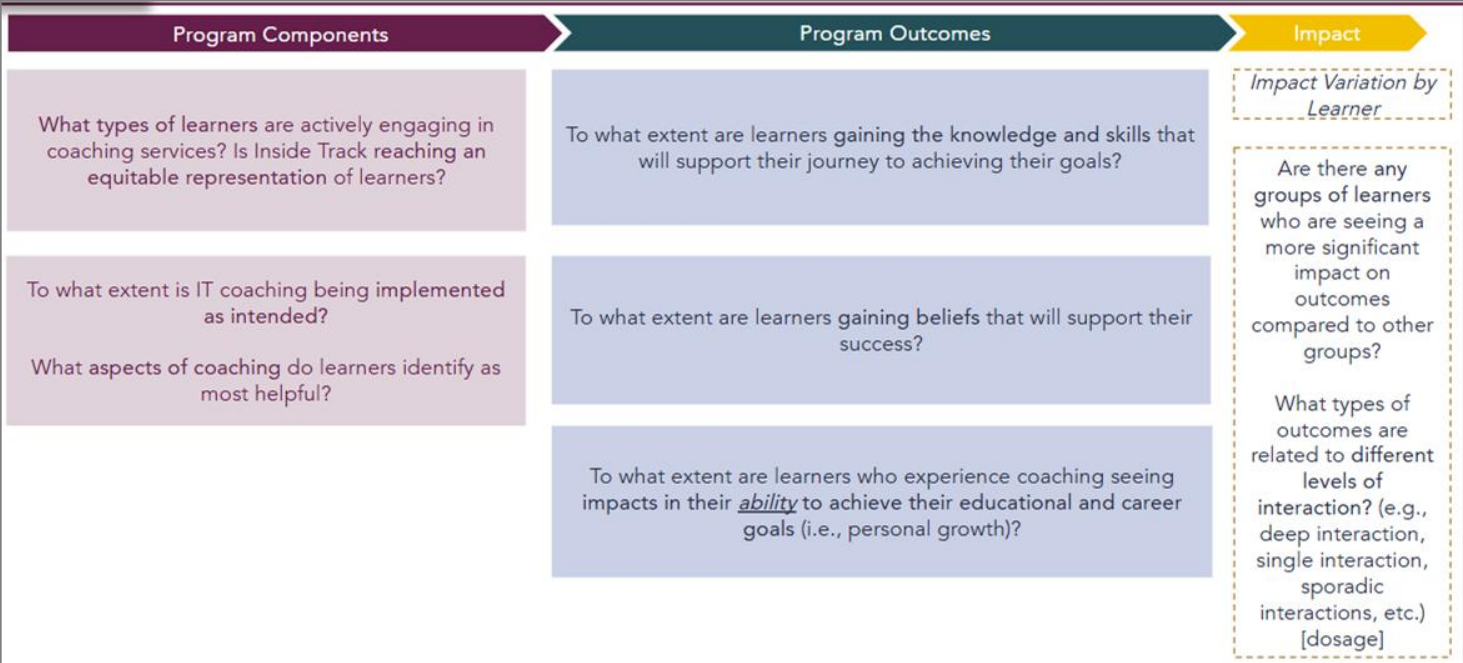 Program Components
Program Outcomes
Impact
What types of learners are actively engaging in
coaching services? Is Inside Track reaching an
equitable representation of learners?
To what extent is IT coaching being implemented
as intended?
What aspects of coaching do learners identify as
most helpful?
To what extent are learners gaining the knowledge and skills that
will support their journey to achieving their goals?
To what extent are learners gaining beliefs that will support their
success?
To what extent are learners who experience coaching seeing
impacts in their ability to achieve their educational and career
goals (i.e., personal growth)?
Impact Variation by
Learner
Are there any
groups of learners
who are seeing a
more significant
impact on
outcomes
compared to other
groups?
What types of
outcomes are
related to different
levels of
interaction? (e.g.,
deep interaction,
single interaction,
sporadic
interactions, etc.)
[dosage]